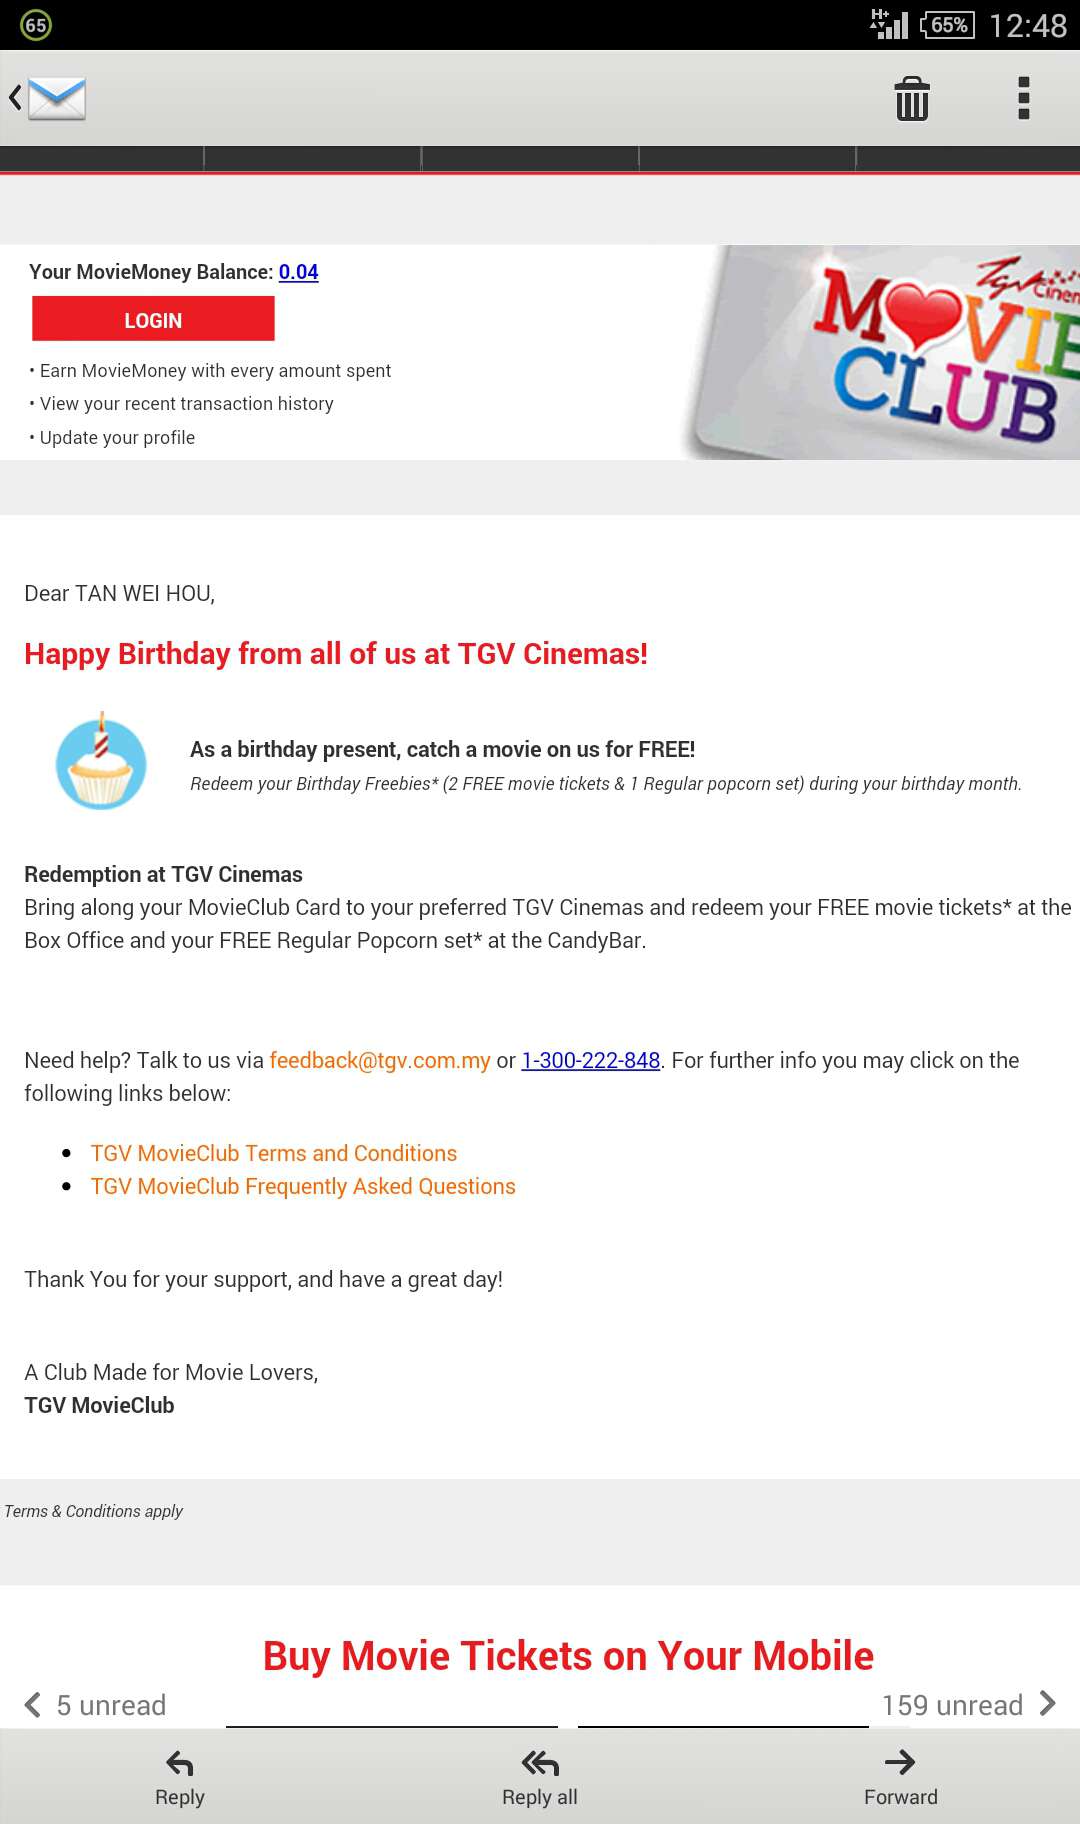 65
H+
65%
12:48
Your MovieMoney Balance: 0.04
LOGIN
• Earn MovieMoney with every amount spent
• View your recent transaction history
• Update your profile
TGV Cinem
MOVIE
CLUB
Dear TAN WEI HOU,
Happy Birthday from all of us at TGV Cinemas!
As a birthday present, catch a movie on us for FREE!
Redeem your Birthday Freebies* (2 FREE movie tickets & 1 Regular popcorn set) during your birthday month.
Redemption at TGV Cinemas
Bring along your MovieClub Card to your preferred TGV Cinemas and redeem your FREE movie tickets* at the
Box Office and your FREE Regular Popcorn set* at the CandyBar.
Need help? Talk to us via feedback@tgv.com.my or 1-300-222-848. For further info you may click on the
following links below:
• TGV MovieClub Terms and Conditions
• TGV MovieClub Frequently Asked Questions
Thank You for your support, and have a great day!
A Club Made for Movie Lovers,
TGV MovieClub
Terms & Conditions apply
Buy Movie Tickets on Your Mobile
5 unread
159 unread
Reply
Reply all
Forward